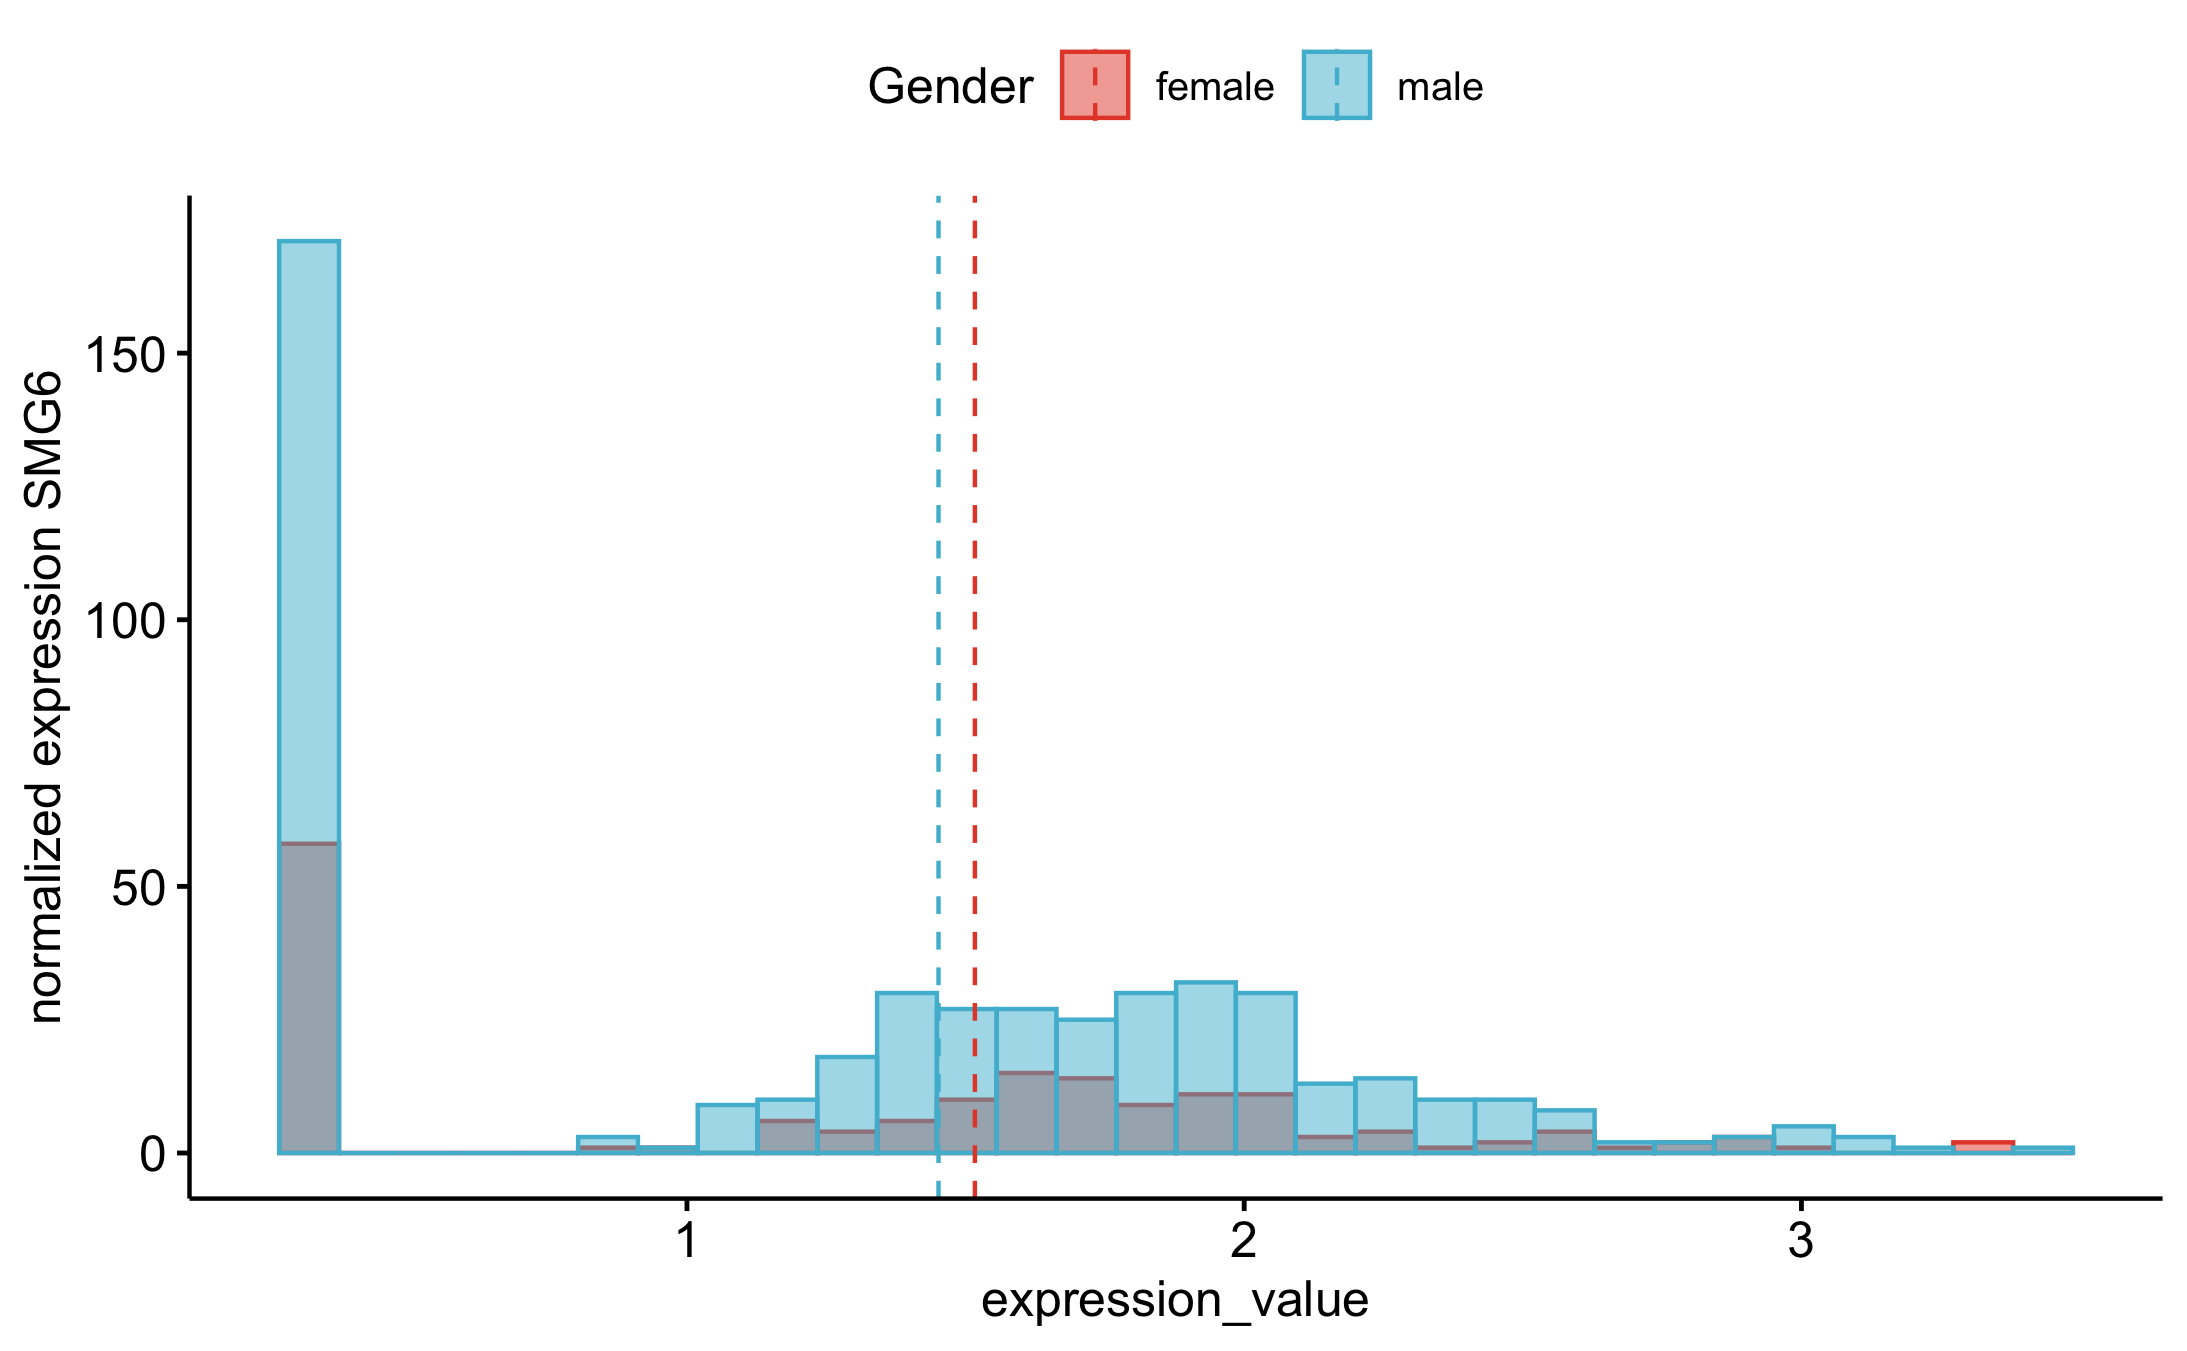 Gender female male
normalized expression SMG6
150
100
50
0
1 2 3
expression_value